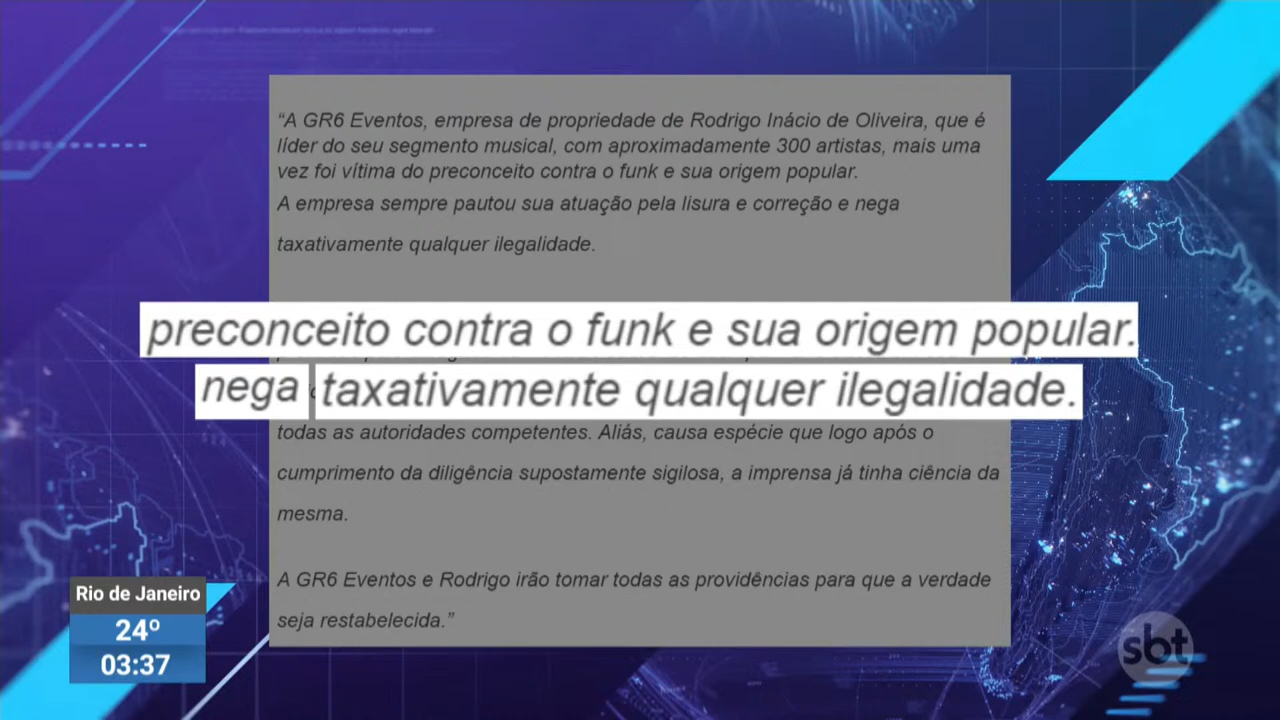 “A GR6 Eventos, empresa de propriedade de Rodrigo Inácio de Oliveira, que é
líder do seu segmento musical, com aproximadamente 300 artistas, mais uma
vez foi vítima do preconceito contra o funk e sua origem popular.
A empresa sempre pautou sua atuação pela lisura e correção e nega
taxativamente qualquer ilegalidade.
preconceito contra o funk e sua origem popular.
nega taxativamente qualquer ilegalidade.
todas as autoridades competentes. Aliás, causa espécie que logo após o
cumprimento da diligência supostamente sigilosa, a imprensa já tinha ciência da
mesma.
A GR6 Eventos e Rodrigo irão tomar todas as providências para que a verdade
seja restabelecida.”
Rio de Janeiro
24º
03:37
sbt